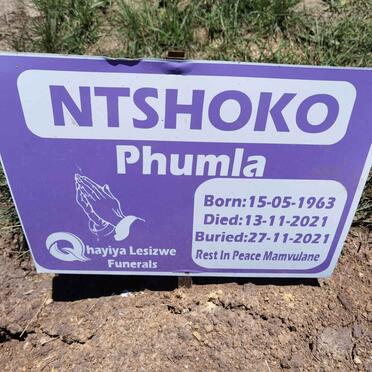 NTSHOKO
Phumla
Born:15-05-1963
Died:13-11-2021
Buried:27-11-2021
Rest In Peace Mamvulane
Qhayiya Lesizwe
Funerals